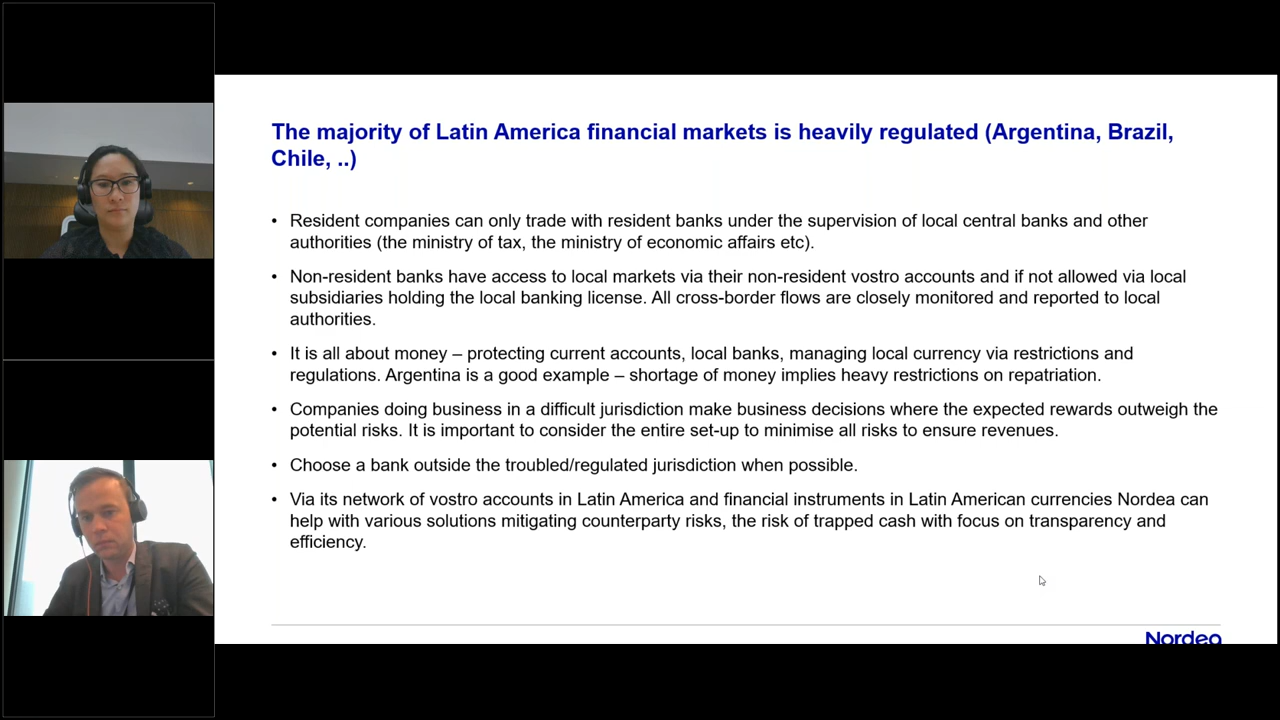 The majority of Latin America financial markets is heavily regulated (Argentina, Brazil,
Chile, ..)
• Resident companies can only trade with resident banks under the supervision of local central banks and other
authorities (the ministry of tax, the ministry of economic affairs etc).
• Non-resident banks have access to local markets via their non-resident vostro accounts and if not allowed via local
subsidiaries holding the local banking license. All cross-border flows are closely monitored and reported to local
authorities.
• It is all about money – protecting current accounts, local banks, managing local currency via restrictions and
regulations. Argentina is a good example – shortage of money implies heavy restrictions on repatriation.
• Companies doing business in a difficult jurisdiction make business decisions where the expected rewards outweigh the
potential risks. It is important to consider the entire set-up to minimise all risks to ensure revenues.
• Choose a bank outside the troubled/regulated jurisdiction when possible.
• Via its network of vostro accounts in Latin America and financial instruments in Latin American currencies Nordea can
help with various solutions mitigating counterparty risks, the risk of trapped cash with focus on transparency and
efficiency.
Nordea